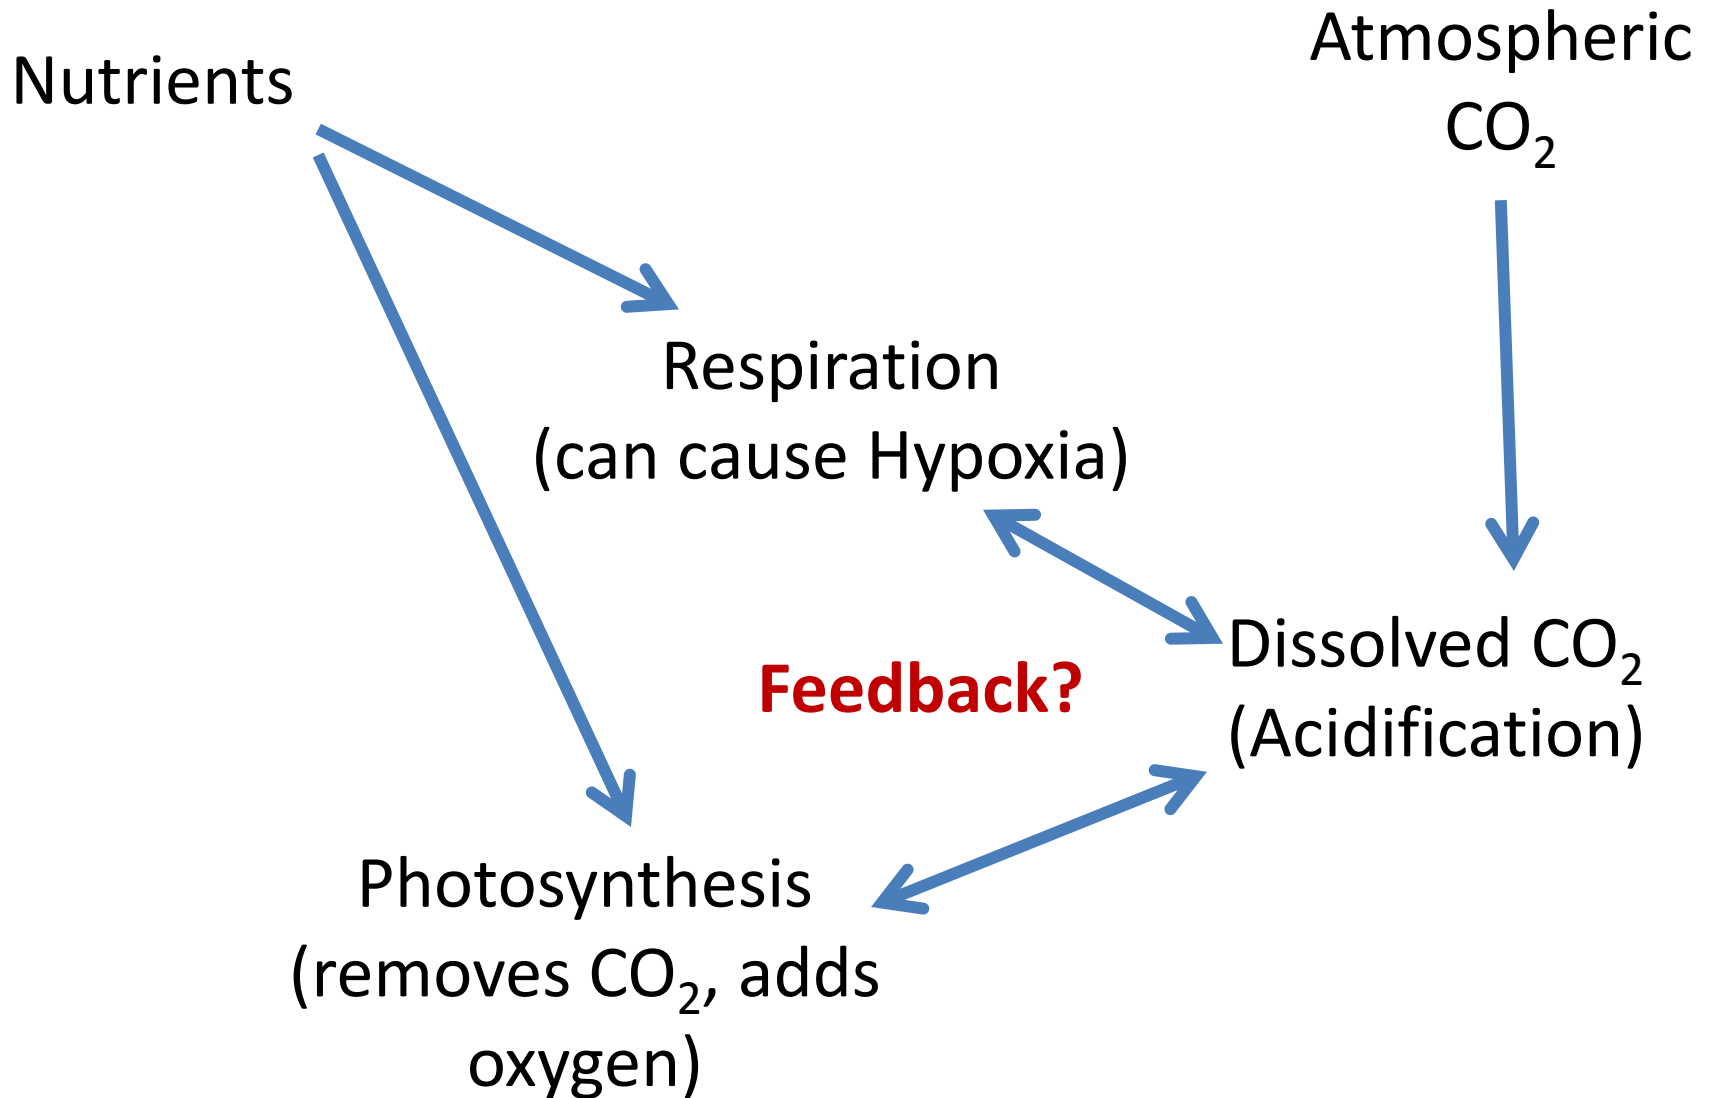 Nutrients
Atmospheric
CO₂
Respiration
(can cause Hypoxia)
Dissolved CO₂
(Acidification)
Feedback?
Photosynthesis
(removes CO₂, adds
oxygen)